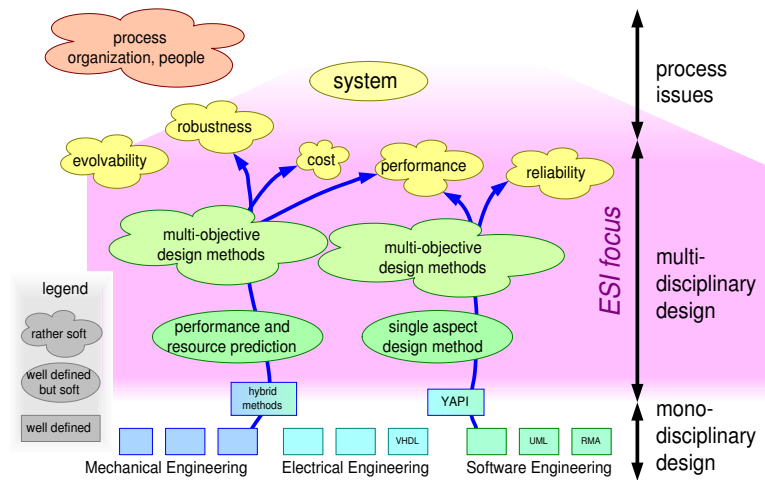 process
organization, people
system
process
issues
robustness
evolvability
cost
performance
reliability
multi-objective
design methods
multi-objective
design methods
ESI focus
multi-
disciplinary
design
legend
rather soft
well defined
but soft
well defined
performance and
resource prediction
single aspect
design method
hybrid
methods
YAPI
mono-
disciplinary
design
VHDL
UML
RMA
Mechanical Engineering
Electrical Engineering
Software Engineering